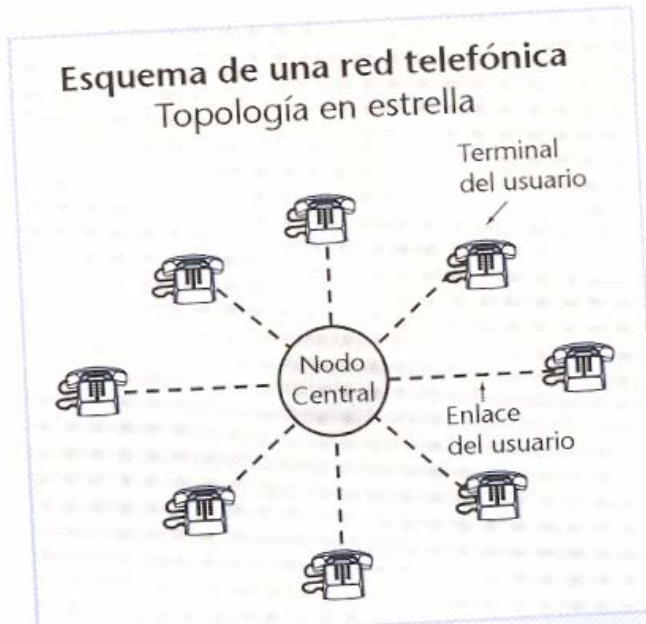 Esquema de una red telefónica
Topología en estrella
Terminal
del usuario
Nodo
Central
Enlace
del usuario